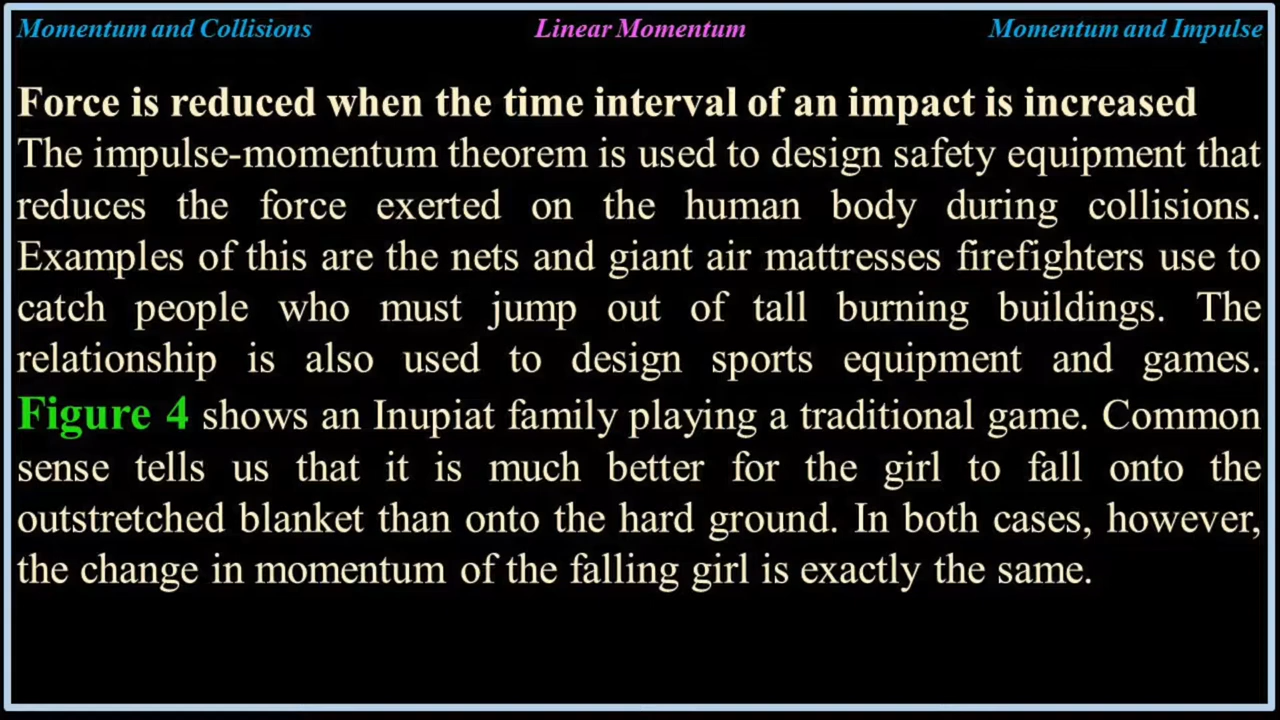 Momentum and Collisions
Linear Momentum
Momentum and Impulse
Force is reduced when the time interval of an impact is increased
The impulse-momentum theorem is used to design safety equipment that
reduces the force exerted on the human body during collisions.
Examples of this are the nets and giant air mattresses firefighters use to
catch people who must jump out of tall burning buildings. The
relationship is also used to design sports equipment and games.
Figure 4 shows an Inupiat family playing a traditional game. Common
sense tells us that it is much better for the girl to fall onto the
outstretched blanket than onto the hard ground. In both cases, however,
the change in momentum of the falling girl is exactly the same.